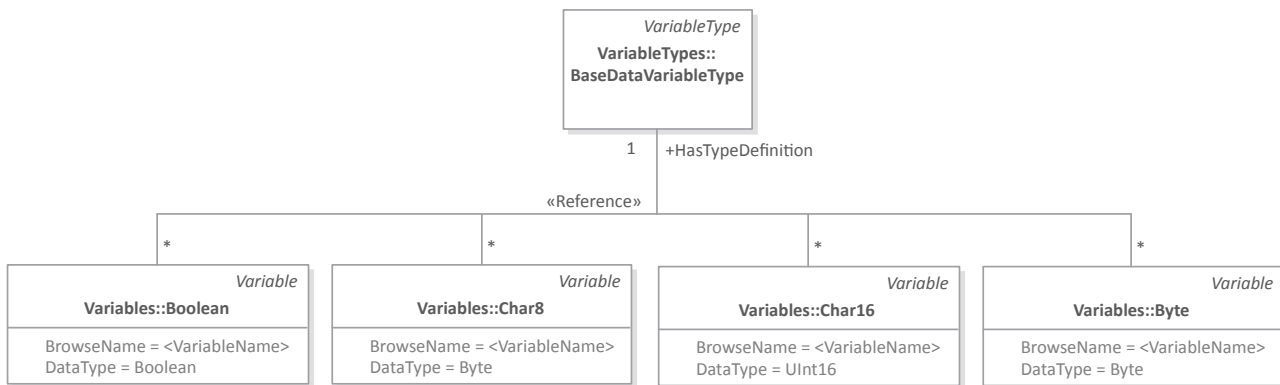 VariableType
VariableTypes::
BaseDataVariableType
1
+HasTypeDefinition
«Reference»
*
*
*
*
Variable
Variables::Boolean
BrowseName = <VariableName>
DataType = Boolean
Variable
Variables::Char8
BrowseName = <VariableName>
DataType = Byte
Variable
Variables::Char16
BrowseName = <VariableName>
DataType = UInt16
Variable
Variables::Byte
BrowseName = <VariableName>
DataType = Byte